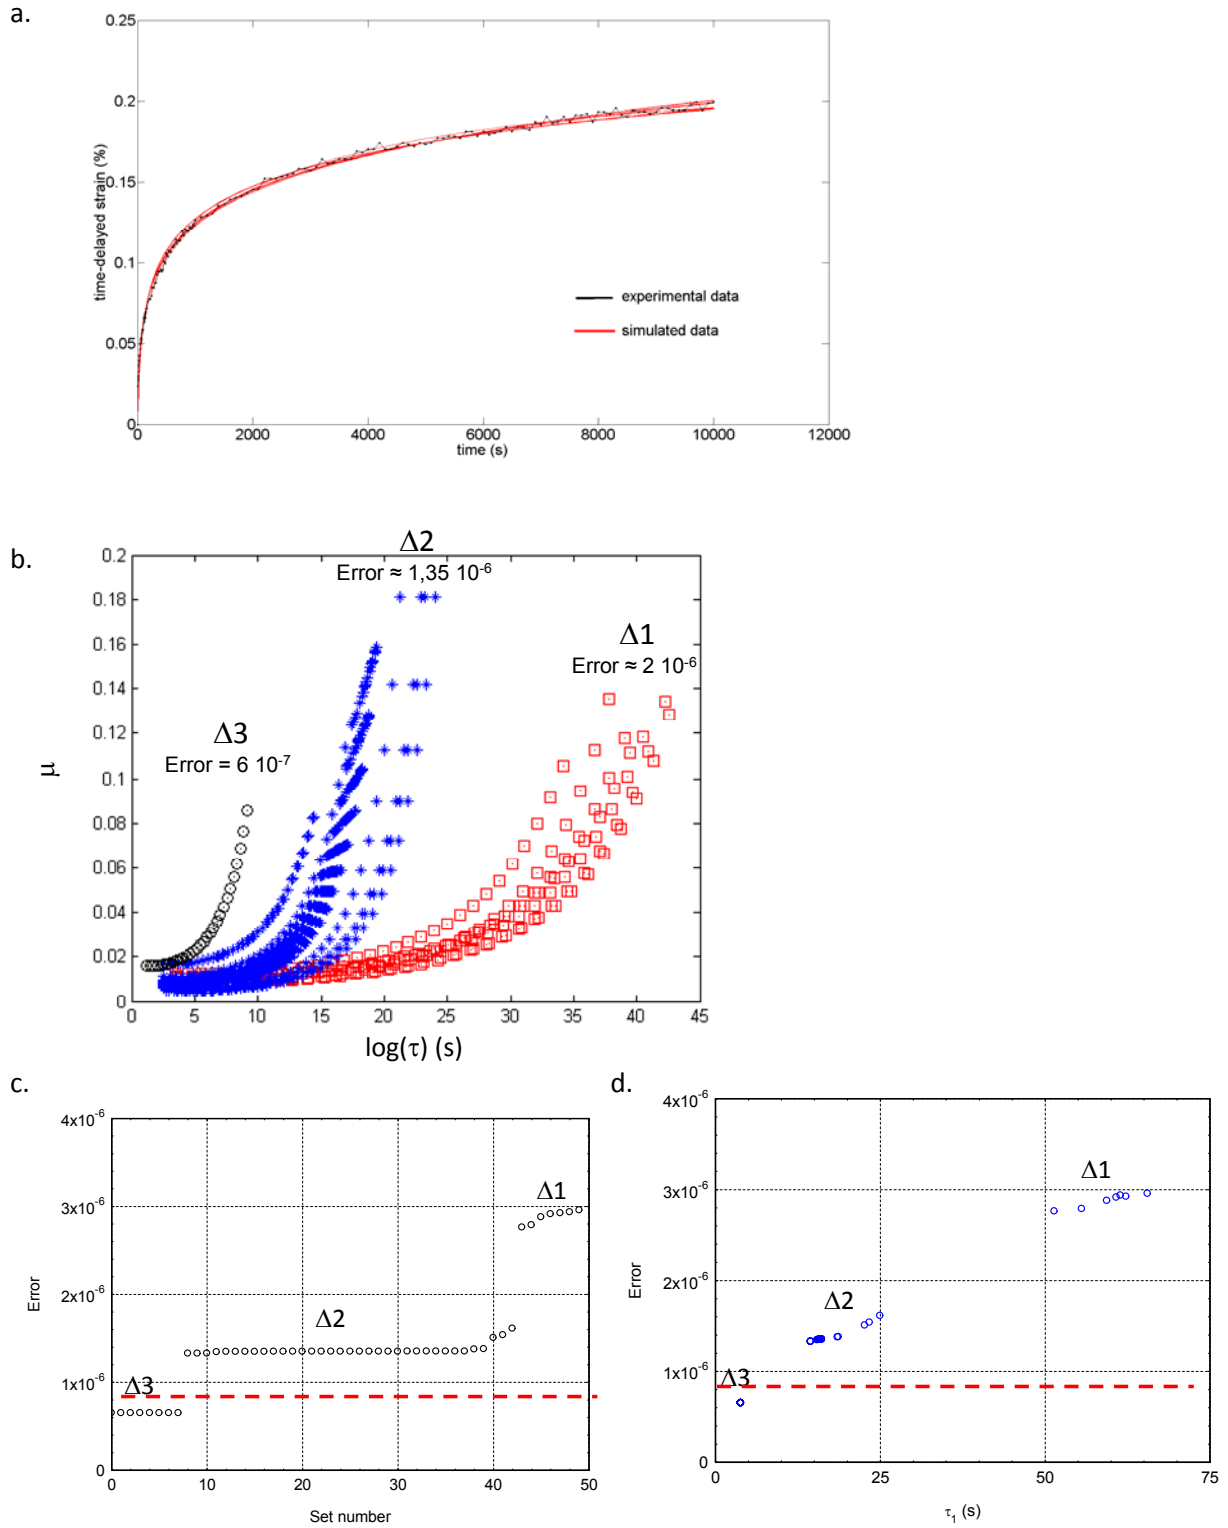 a.
0.25
0.2
0.15
0.1
0.05
0
time-delayed strain (%)
experimental data
simulated data
0 2000 4000 6000 8000 10000 12000
time (s)
b.
Δ2
Error ≈ 1,35 10⁻⁶
Δ1
Error ≈ 2 10⁻⁶
Δ3
Error = 6 10⁻⁷
0.2
0.18
0.16
0.14
0.12
0.1
0.08
0.06
0.04
0.02
0
μ
0 5 10 15 20 25 30 35 40 45
log(τ) (s)
c.
4x10⁻⁶
3x10⁻⁶
2x10⁻⁶
1x10⁻⁶
0
Error
Δ1
Δ2
Δ3
0 10 20 30 40 50
Set number
d.
4x10⁻⁶
3x10⁻⁶
2x10⁻⁶
1x10⁻⁶
0
Error
Δ1
Δ2
Δ3
0 25 50 75
τ₁ (s)